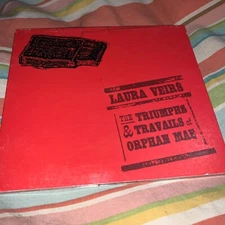 LAURA VEIRS
THE TRIUMPHS
& TRAVAILS of
ORPHAN MAE